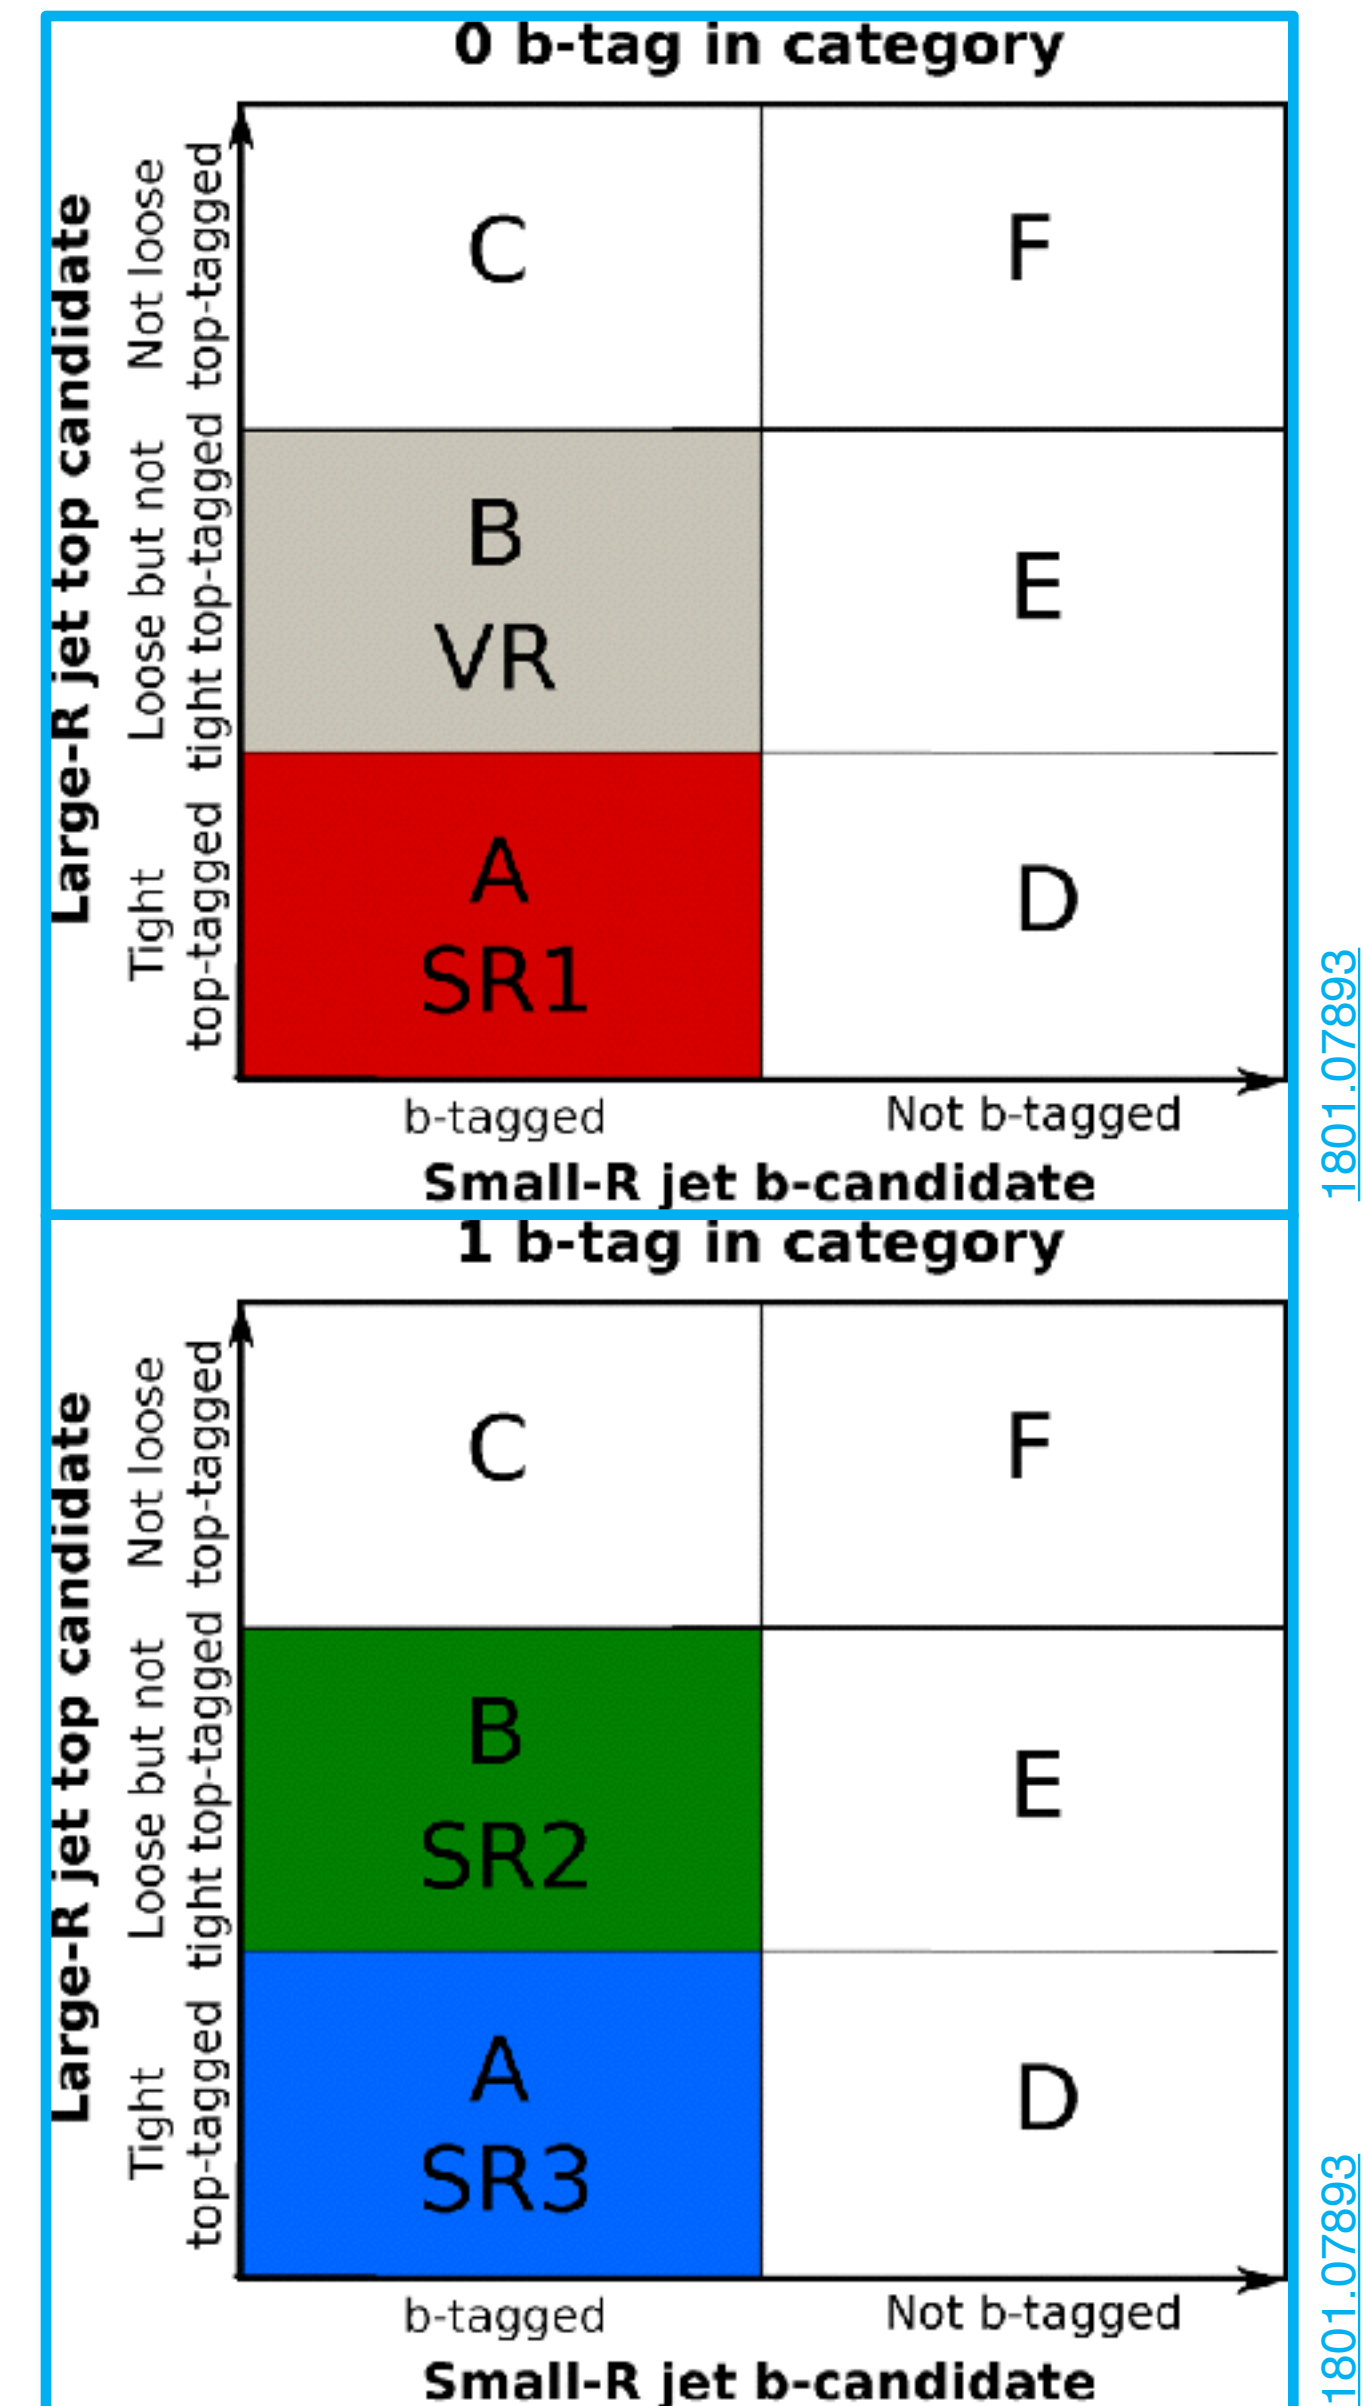 0 b-tag in category
Large-R jet top candidate
Not loose
top-tagged
Loose but not
tight top-tagged
Tight
top-tagged
C
F
B
VR
E
A
SR1
D
b-tagged
Not b-tagged
Small-R jet b-candidate
1801.07893
1 b-tag in category
Large-R jet top candidate
Not loose
top-tagged
Loose but not
tight top-tagged
Tight
top-tagged
C
F
B
SR2
E
A
SR3
D
b-tagged
Not b-tagged
Small-R jet b-candidate
1801.07893